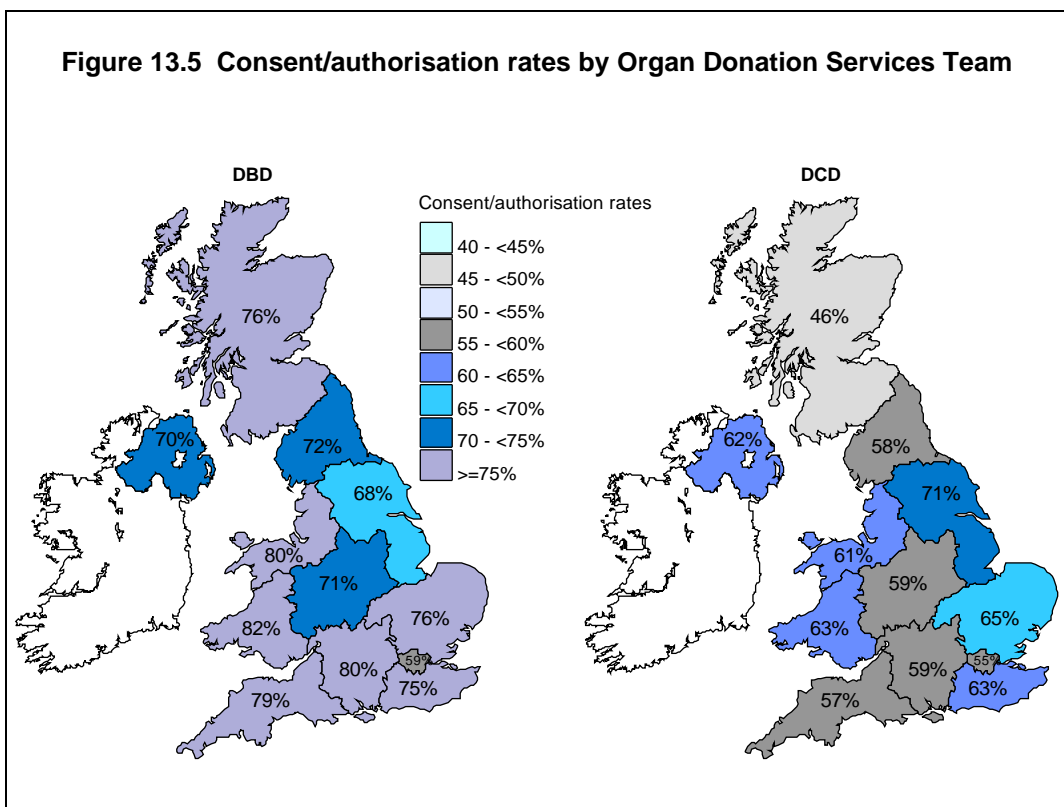 Figure 13.5 Consent/authorisation rates by Organ Donation Services Team
DBD
76%
70%
72%
68%
80%
71%
82%
76%
59%
80%
75%
79%
Consent/authorisation rates
40 - <45%
45 - <50%
50 - <55%
55 - <60%
60 - <65%
65 - <70%
70 - <75%
>=75%
DCD
46%
62%
58%
71%
61%
59%
63%
65%
55%
59%
63%
57%